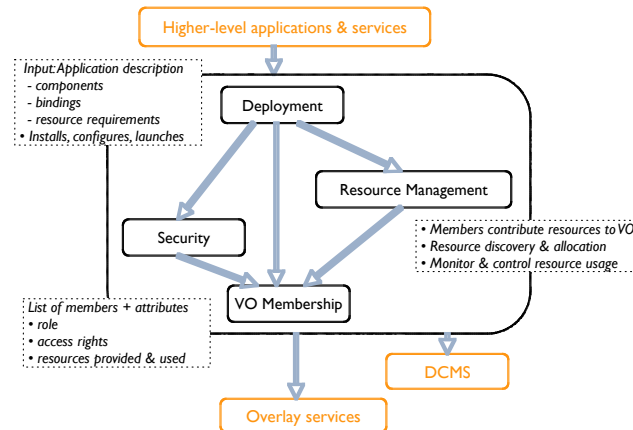 Higher-level applications & services
Input: Application description
- components
- bindings
- resource requirements
• Installs, configures, launches
Deployment
Resource Management
Security
• Members contribute resources to VO
• Resource discovery & allocation
• Monitor & control resource usage
VO Membership
List of members + attributes
• role
• access rights
• resources provided & used
DCMS
Overlay services